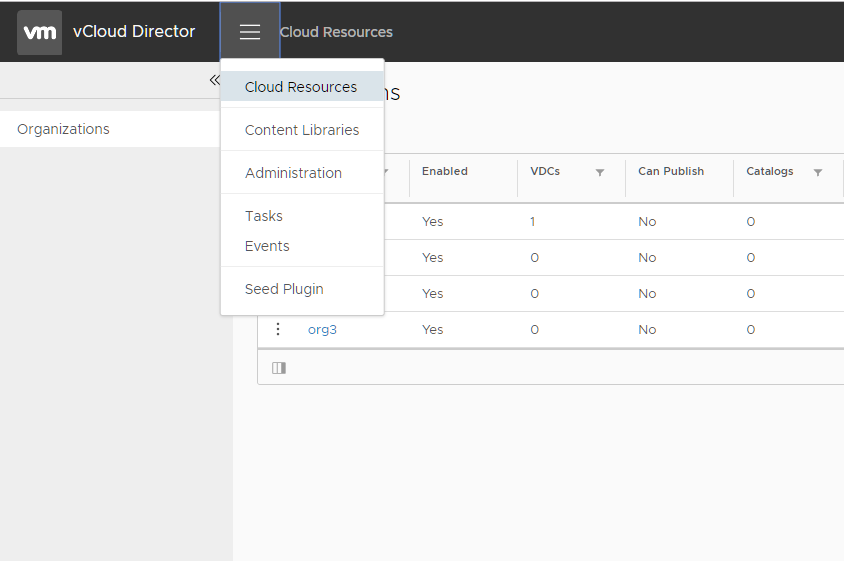 vm vCloud Director Cloud Resources
Cloud Resources
Content Libraries
Administration
Tasks
Events
Seed Plugin
Organizations
ns
Enabled VDCs Can Publish Catalogs
Yes 1 No 0
Yes 0 No 0
Yes 0 No 0
org3 Yes 0 No 0